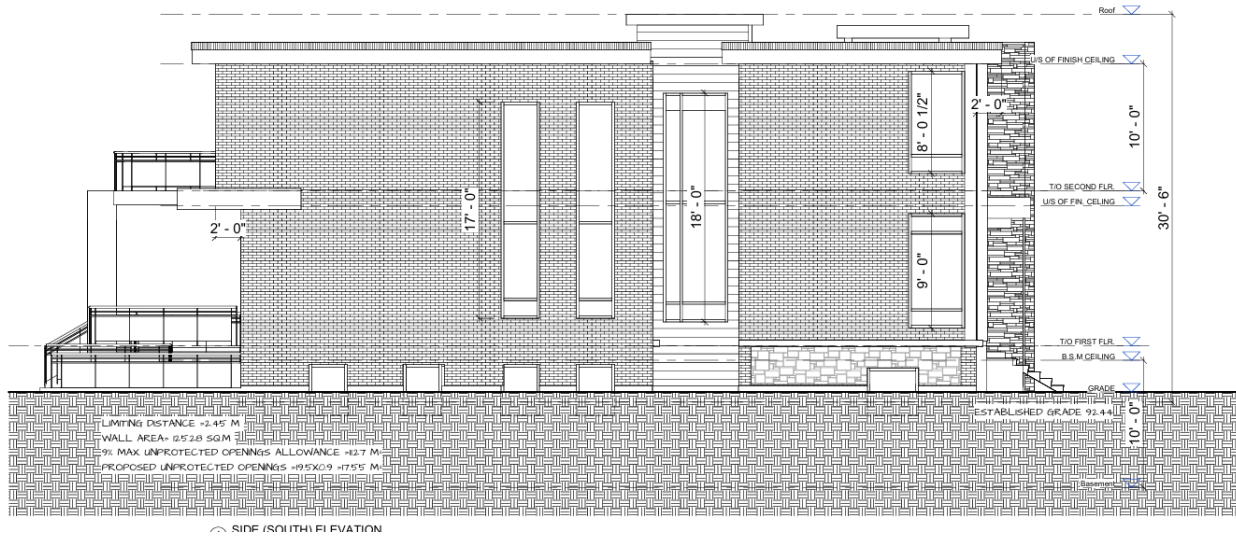 Roof
U/S OF FINISH CEILING
2' - 0"
8' - 0 1/2"
10' - 0"
17' - 0"
18' - 0"
T/O SECOND FLR.
U/S OF FIN. CELING
30' - 6"
2' - 0"
9' - 0"
T/O FIRST FLR.
B.S.M CEILING
GRADE
ESTABLISHED GRADE 92.44
10' - 0"
LIMITING DISTANCE =2.45 M
WALL AREA= 125.28 SQ.M
9% MAX UNPROTECTED OPENINGS ALLOWANCE =11.27 M
PROPOSED UNPROTECTED OPENINGS =19.5X0.9 =17.55 M
Basement
SIDE (SOUTH) ELEVATION